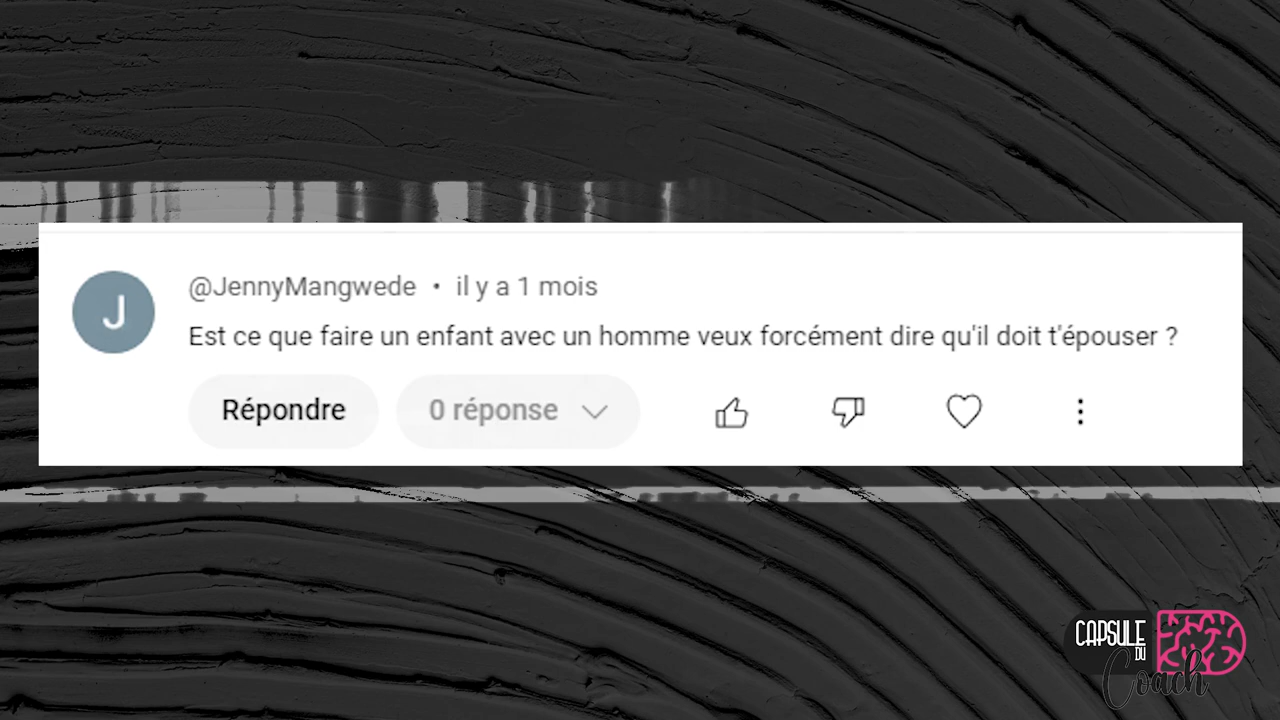 J
@JennyMangwede • il y a 1 mois
Est ce que faire un enfant avec un homme veux forcément dire qu'il doit t'épouser ?
Répondre
0 réponse
CAPSULE
DU
Coach